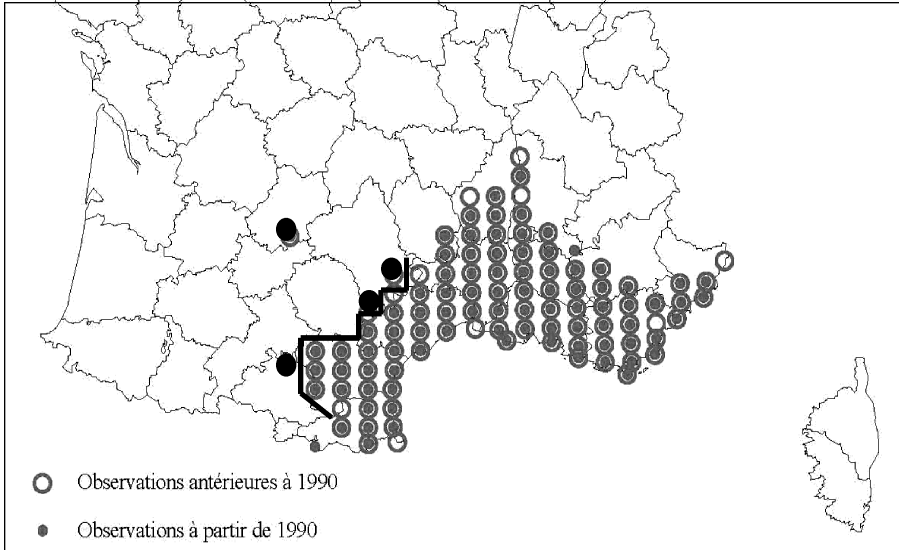 Observations antérieures à 1990
Observations à partir de 1990